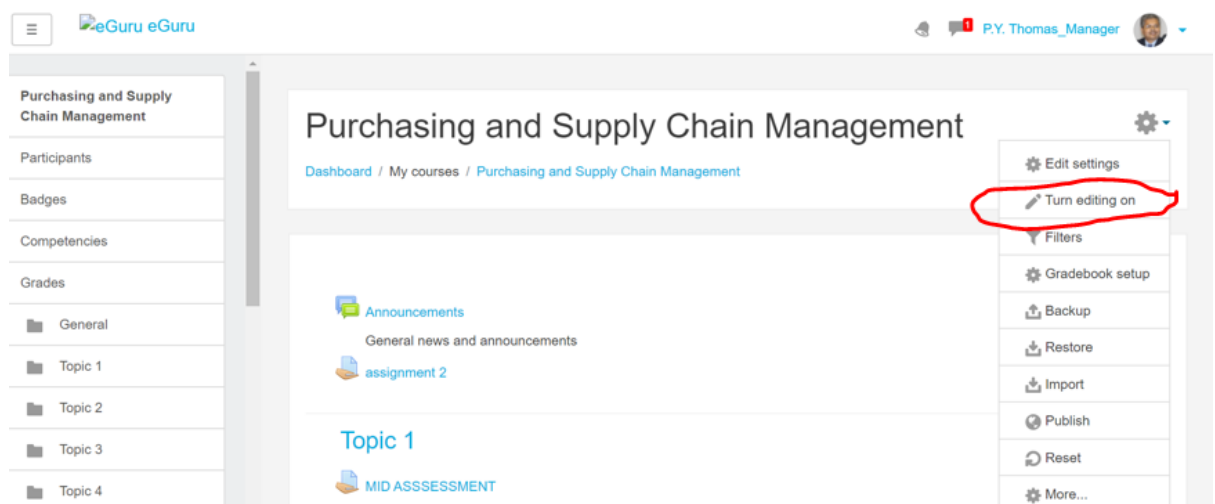 eGuru eGuru
1
P.Y. Thomas_Manager
Purchasing and Supply
Chain Management
Participants
Badges
Competencies
Grades
General
Topic 1
Topic 2
Topic 3
Topic 4
Purchasing and Supply Chain Management
Dashboard / My courses / Purchasing and Supply Chain Management
Edit settings
Turn editing on
Filters
Gradebook setup
Backup
Restore
Import
Publish
Reset
More...
Announcements
General news and announcements
assignment 2
Topic 1
MID ASSSESSMENT